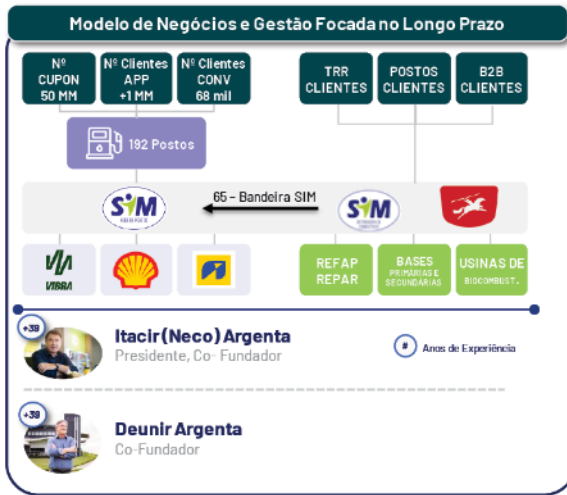 Modelo de Negócios e Gestão Focada no Longo Prazo
Nº
CUPON
50 MM
Nº Clientes
APP
+1 MM
Nº Clientes
CONV
68 mil
TRR
CLIENTES
POSTOS
CLIENTES
B2B
CLIENTES
192 Postos
SIM
65 - Bandeira SIM
SIM
VIBRA
REFAP
REPAR
BASES
PRIMÁRIAS E
SECUNDÁRIAS
USINAS DE
BIOCOMBUST.
+39
Itacir (Neco) Argenta
Presidente, Co- Fundador
# Anos de Experiência
+39
Deunir Argenta
Co-Fundador